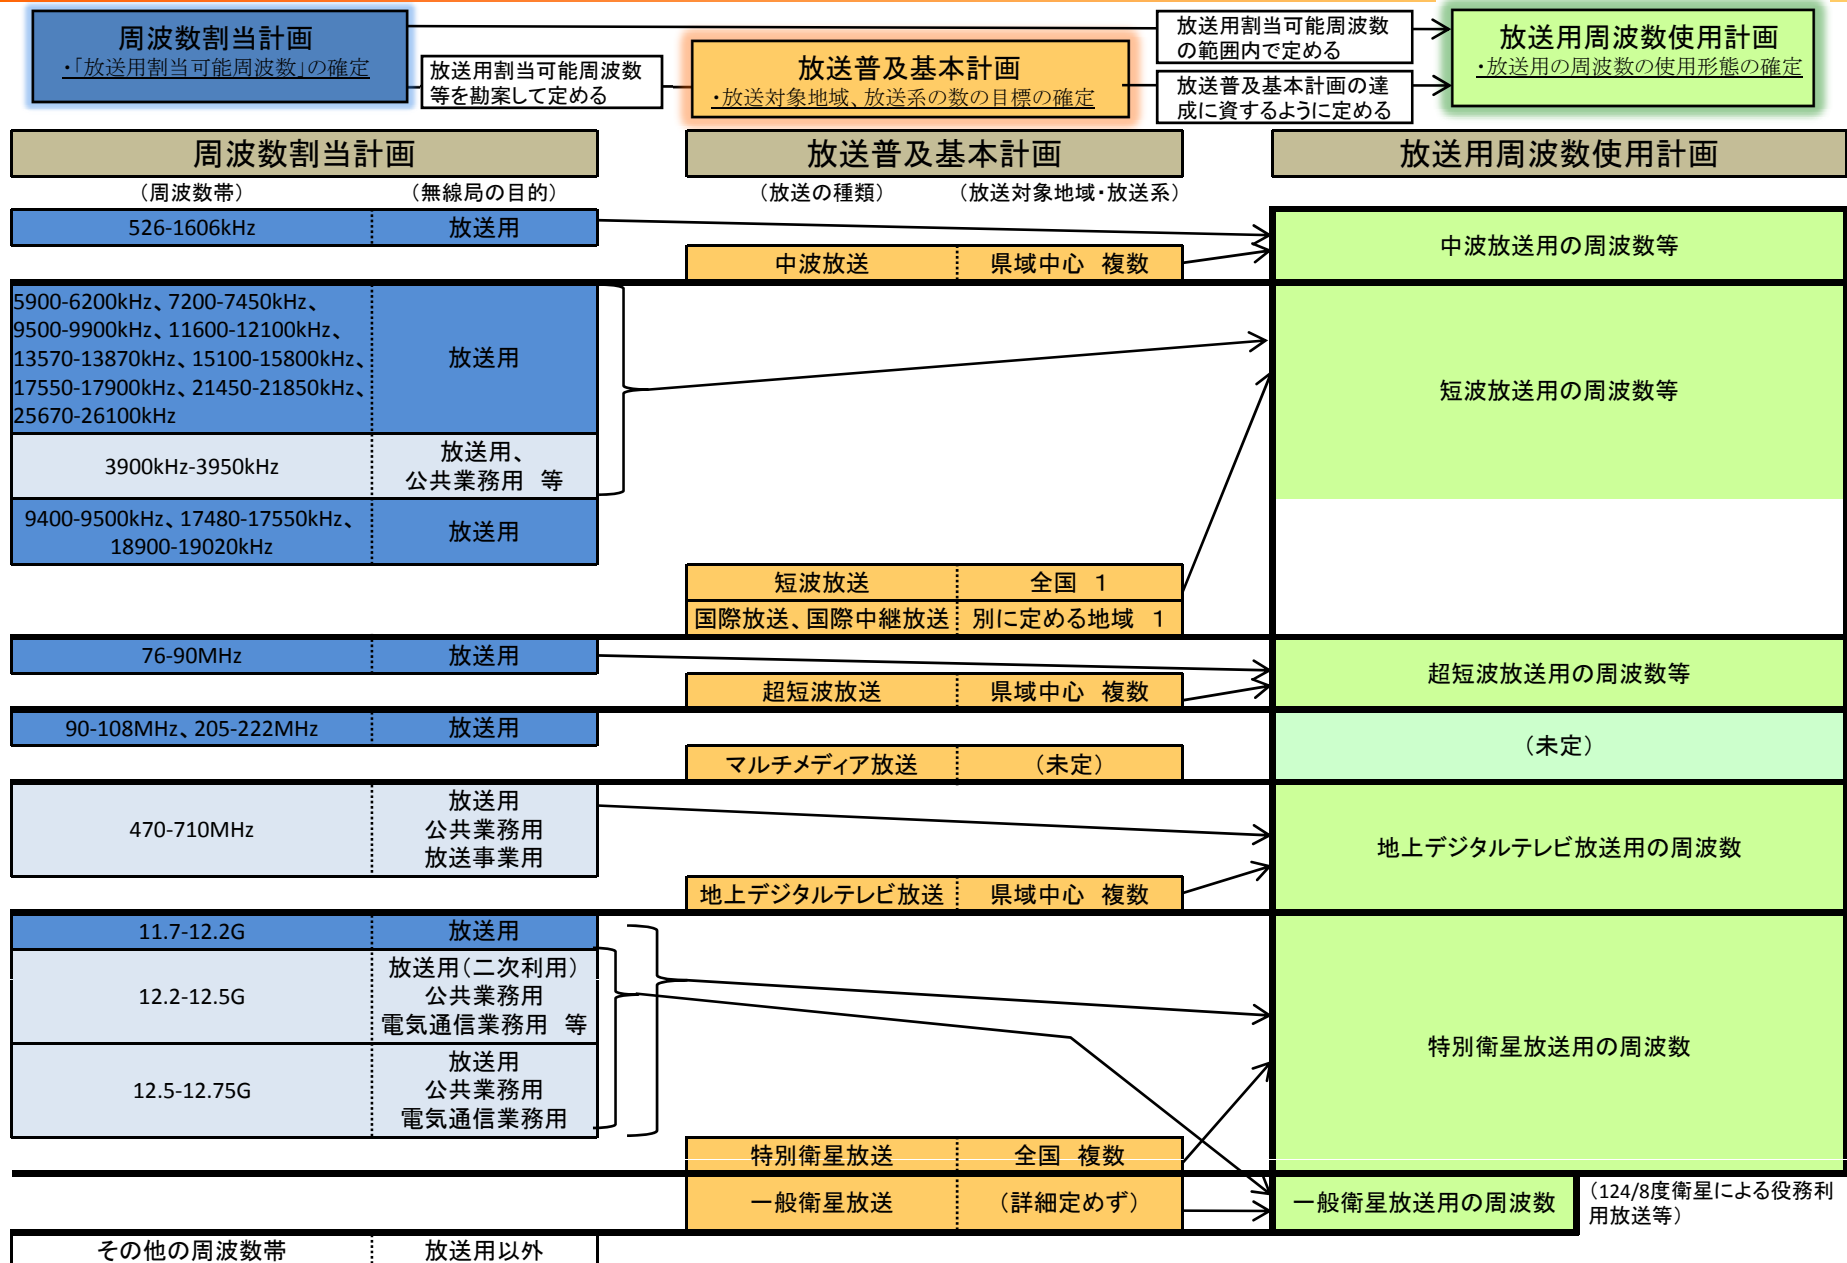 周波数割当計画
・「放送用割当可能周波数」の確定
放送用割当可能周波数
等を勘案して定める
放送普及基本計画
・放送対象地域、放送系の数の目標の確定
放送用割当可能周波数
の範囲内で定める
放送普及基本計画の達
成に資するように定める
放送用周波数使用計画
・放送用の周波数の使用形態の確定
周波数割当計画
放送普及基本計画
放送用周波数使用計画
（周波数帯）
（無線局の目的）
（放送の種類）
（放送対象地域・放送系）
526-1606kHz
放送用
中波放送用の周波数等
中波放送
県域中心 複数
5900-6200kHz、7200-7450kHz、
9500-9900kHz、11600-12100kHz、
13570-13870kHz、15100-15800kHz、
17550-17900kHz、21450-21850kHz、
25670-26100kHz
放送用
短波放送用の周波数等
3900kHz-3950kHz
放送用、
公共業務用 等
9400-9500kHz、17480-17550kHz、
18900-19020kHz
放送用
短波放送
全国 1
国際放送、国際中継放送
別に定める地域 1
76-90MHz
放送用
超短波放送用の周波数等
超短波放送
県域中心 複数
90-108MHz、205-222MHz
放送用
（未定）
マルチメディア放送
（未定）
470-710MHz
放送用
公共業務用
放送事業用
地上デジタルテレビ放送用の周波数
地上デジタルテレビ放送
県域中心 複数
11.7-12.2G
放送用
12.2-12.5G
放送用（二次利用）
公共業務用
電気通信業務用 等
特別衛星放送用の周波数
12.5-12.75G
放送用
公共業務用
電気通信業務用
特別衛星放送
全国 複数
一般衛星放送
（詳細定めず）
一般衛星放送用の周波数
（124/8度衛星による役務利
用放送等）
その他の周波数帯
放送用以外